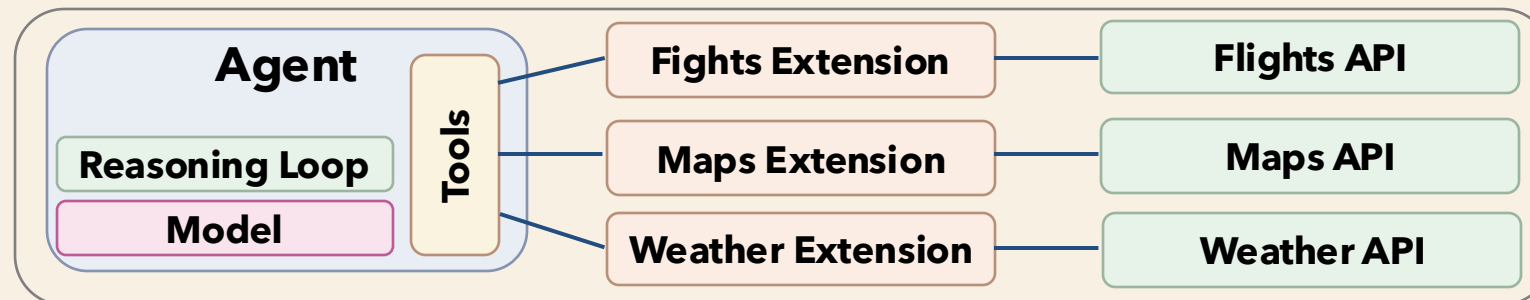 Agent
Reasoning Loop
Model
Tools
Fights Extension
Maps Extension
Weather Extension
Flights API
Maps API
Weather API